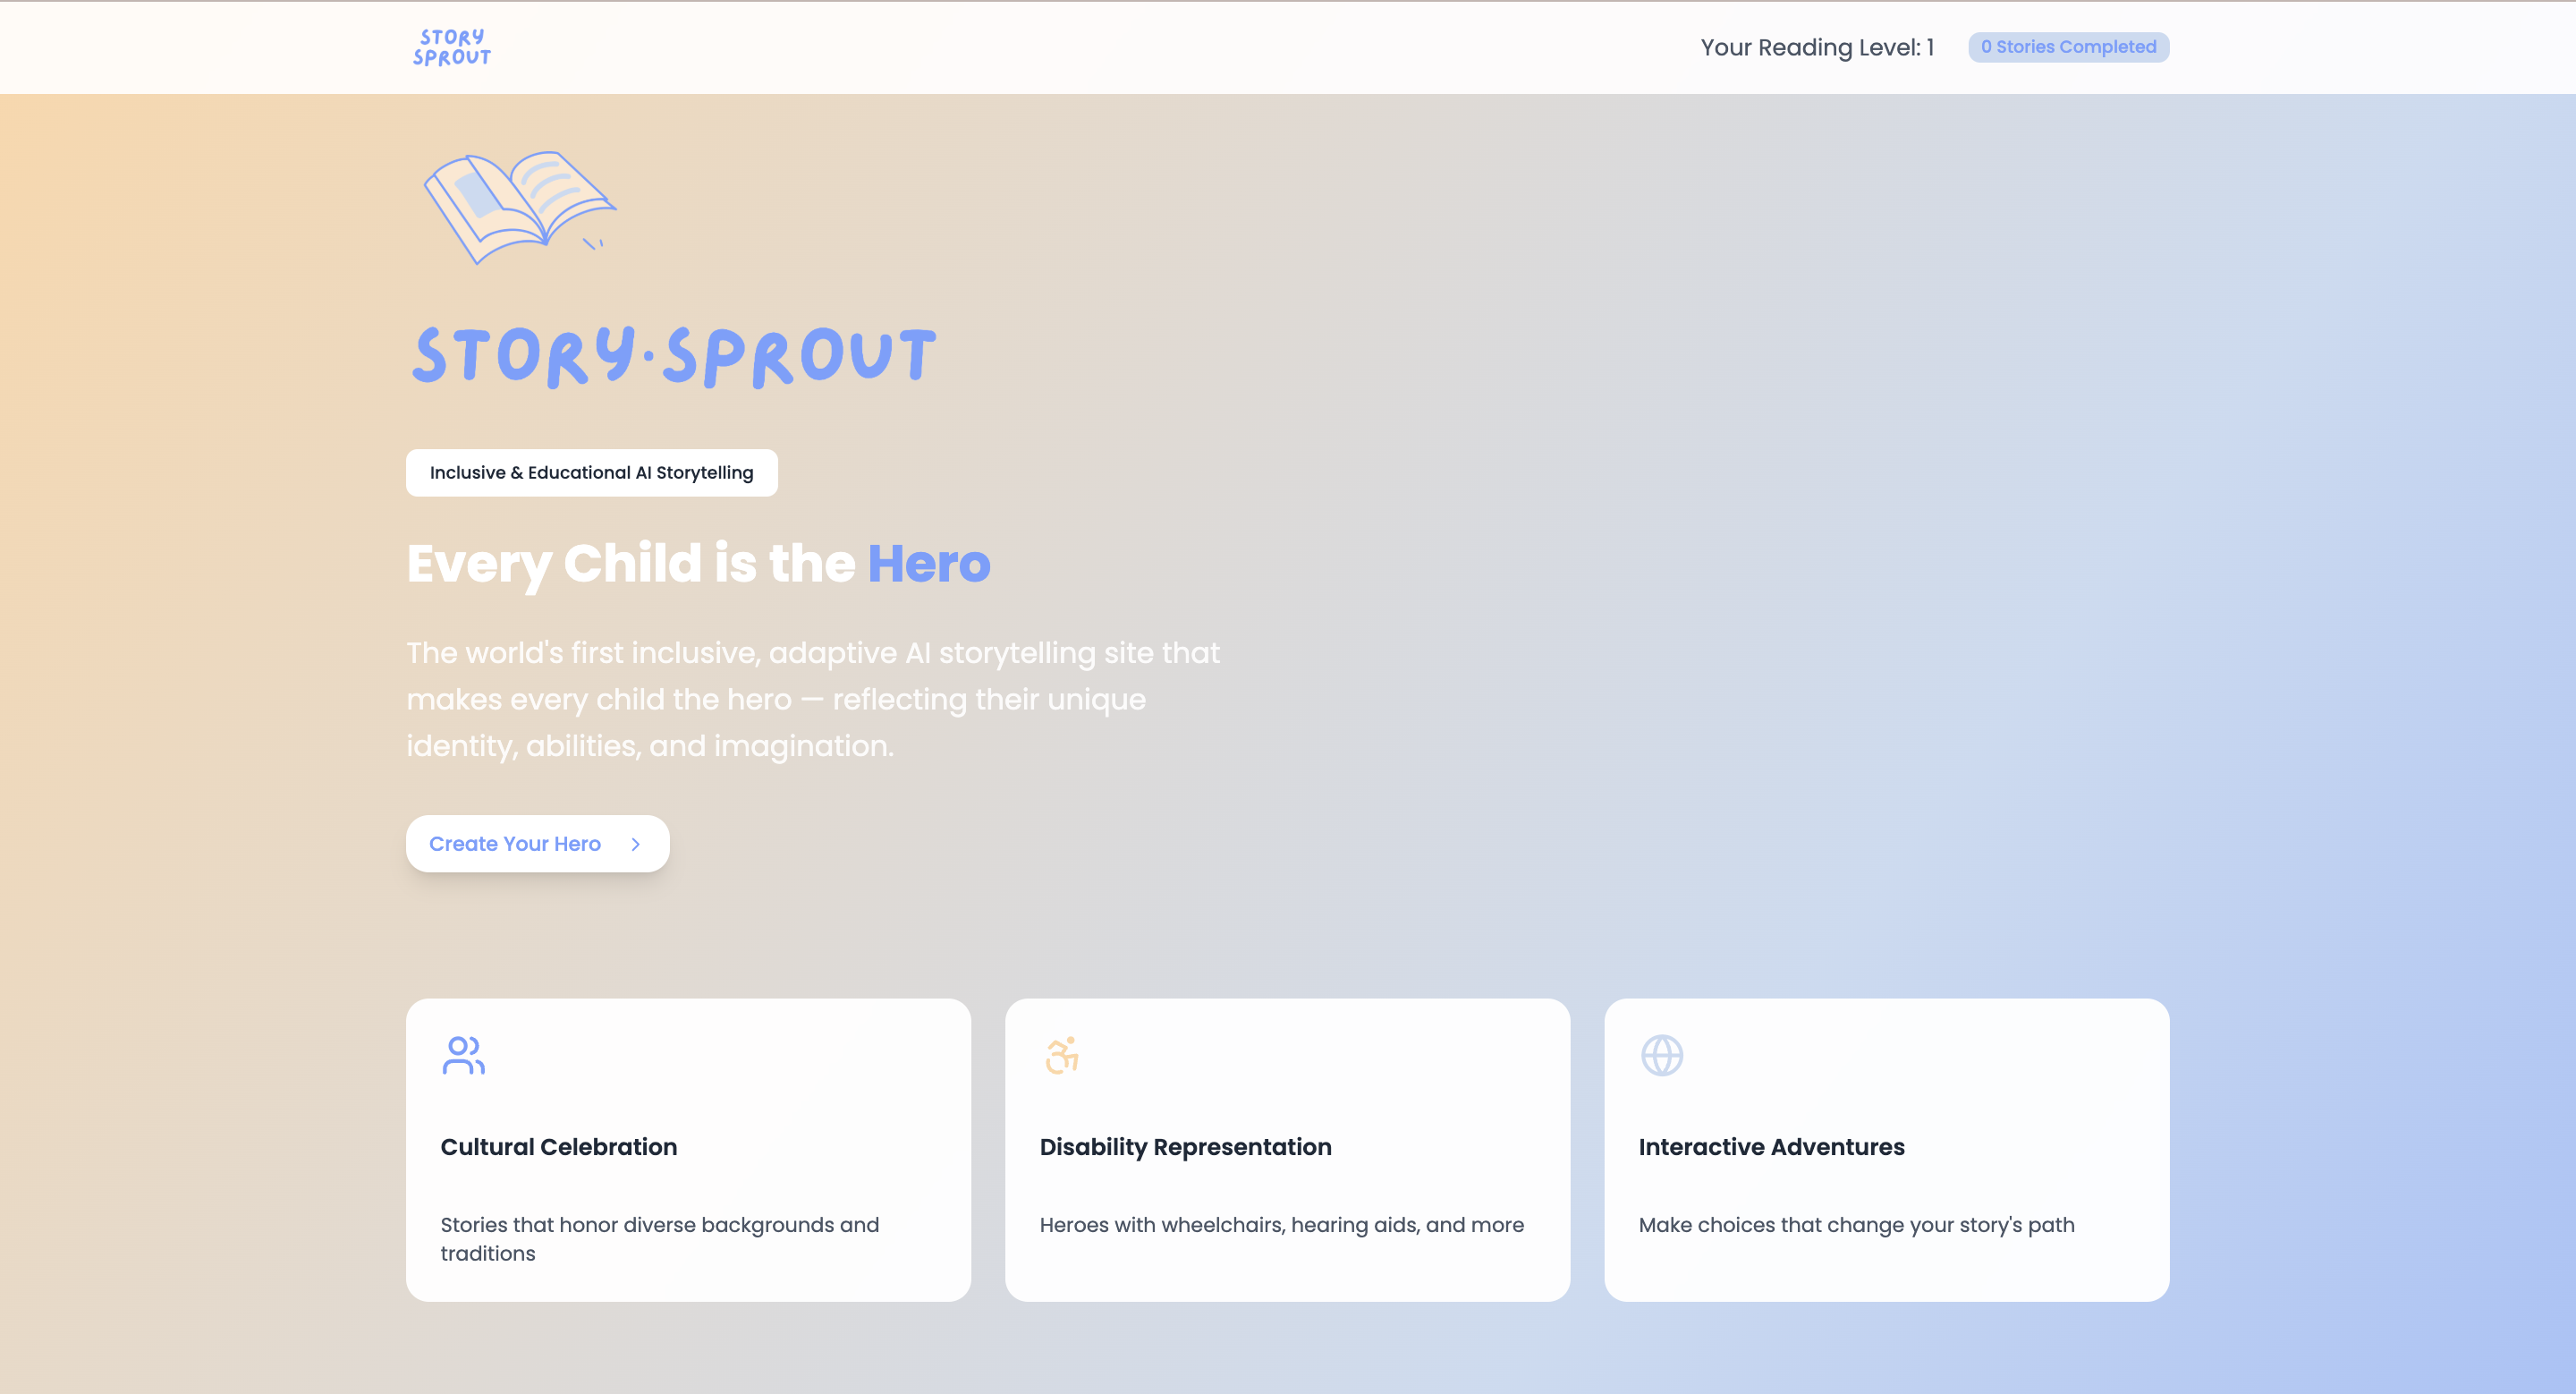 STORY
SPROUT
Your Reading Level: 1
0 Stories Completed
STORY·SPROUT
Inclusive & Educational AI Storytelling
Every Child is the Hero
The world's first inclusive, adaptive AI storytelling site that
makes every child the hero — reflecting their unique
identity, abilities, and imagination.
Create Your Hero
Cultural Celebration
Stories that honor diverse backgrounds and
traditions
Disability Representation
Heroes with wheelchairs, hearing aids, and more
Interactive Adventures
Make choices that change your story's path